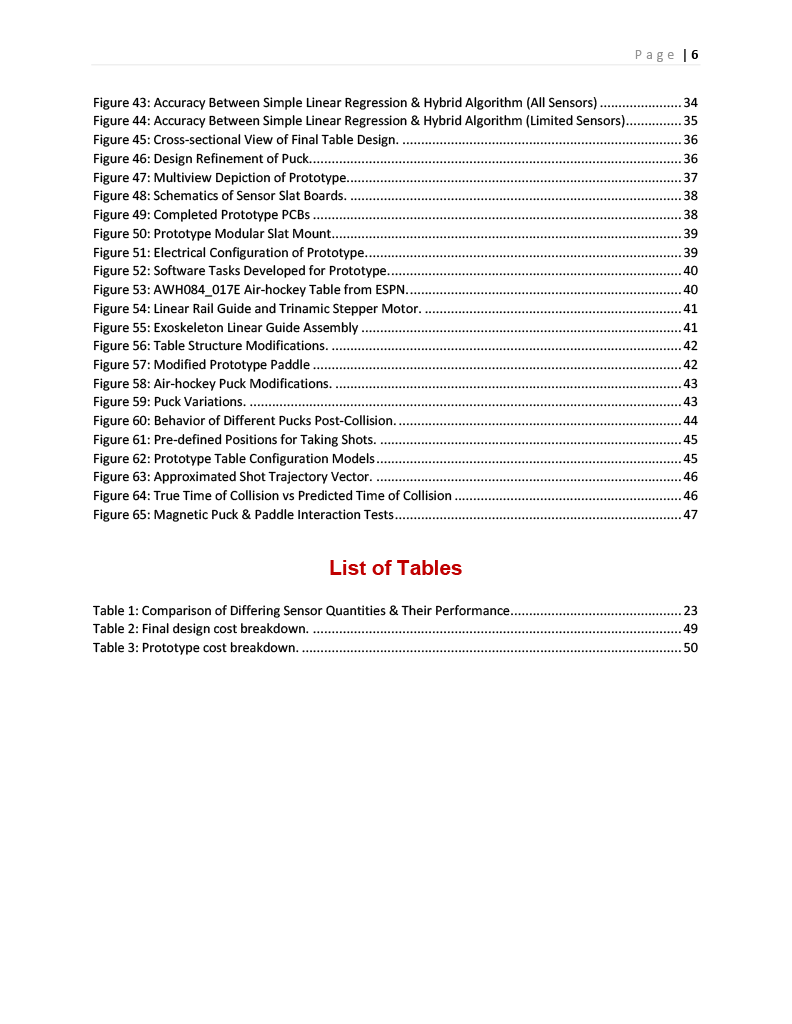 Page | 6
Figure 43: Accuracy Between Simple Linear Regression & Hybrid Algorithm (All Sensors) ...................... 34
Figure 44: Accuracy Between Simple Linear Regression & Hybrid Algorithm (Limited Sensors)............... 35
Figure 45: Cross-sectional View of Final Table Design. .......................................................................... 36
Figure 46: Design Refinement of Puck................................................................................................... 36
Figure 47: Multiview Depiction of Prototype......................................................................................... 37
Figure 48: Schematics of Sensor Slat Boards. ........................................................................................ 38
Figure 49: Completed Prototype PCBs .................................................................................................. 38
Figure 50: Prototype Modular Slat Mount............................................................................................. 39
Figure 51: Electrical Configuration of Prototype.................................................................................... 39
Figure 52: Software Tasks Developed for Prototype.............................................................................. 40
Figure 53: AWH084_017E Air-hockey Table from ESPN......................................................................... 40
Figure 54: Linear Rail Guide and Trinamic Stepper Motor. .................................................................... 41
Figure 55: Exoskeleton Linear Guide Assembly ..................................................................................... 41
Figure 56: Table Structure Modifications. ............................................................................................. 42
Figure 57: Modified Prototype Paddle .................................................................................................. 42
Figure 58: Air-hockey Puck Modifications. ............................................................................................ 43
Figure 59: Puck Variations. ................................................................................................................... 43
Figure 60: Behavior of Different Pucks Post-Collision. ........................................................................... 44
Figure 61: Pre-defined Positions for Taking Shots. ................................................................................ 45
Figure 62: Prototype Table Configuration Models................................................................................. 45
Figure 63: Approximated Shot Trajectory Vector. ................................................................................. 46
Figure 64: True Time of Collision vs Predicted Time of Collision ............................................................ 46
Figure 65: Magnetic Puck & Paddle Interaction Tests............................................................................ 47
List of Tables
Table 1: Comparison of Differing Sensor Quantities & Their Performance............................................. 23
Table 2: Final design cost breakdown. .................................................................................................. 49
Table 3: Prototype cost breakdown. ..................................................................................................... 50